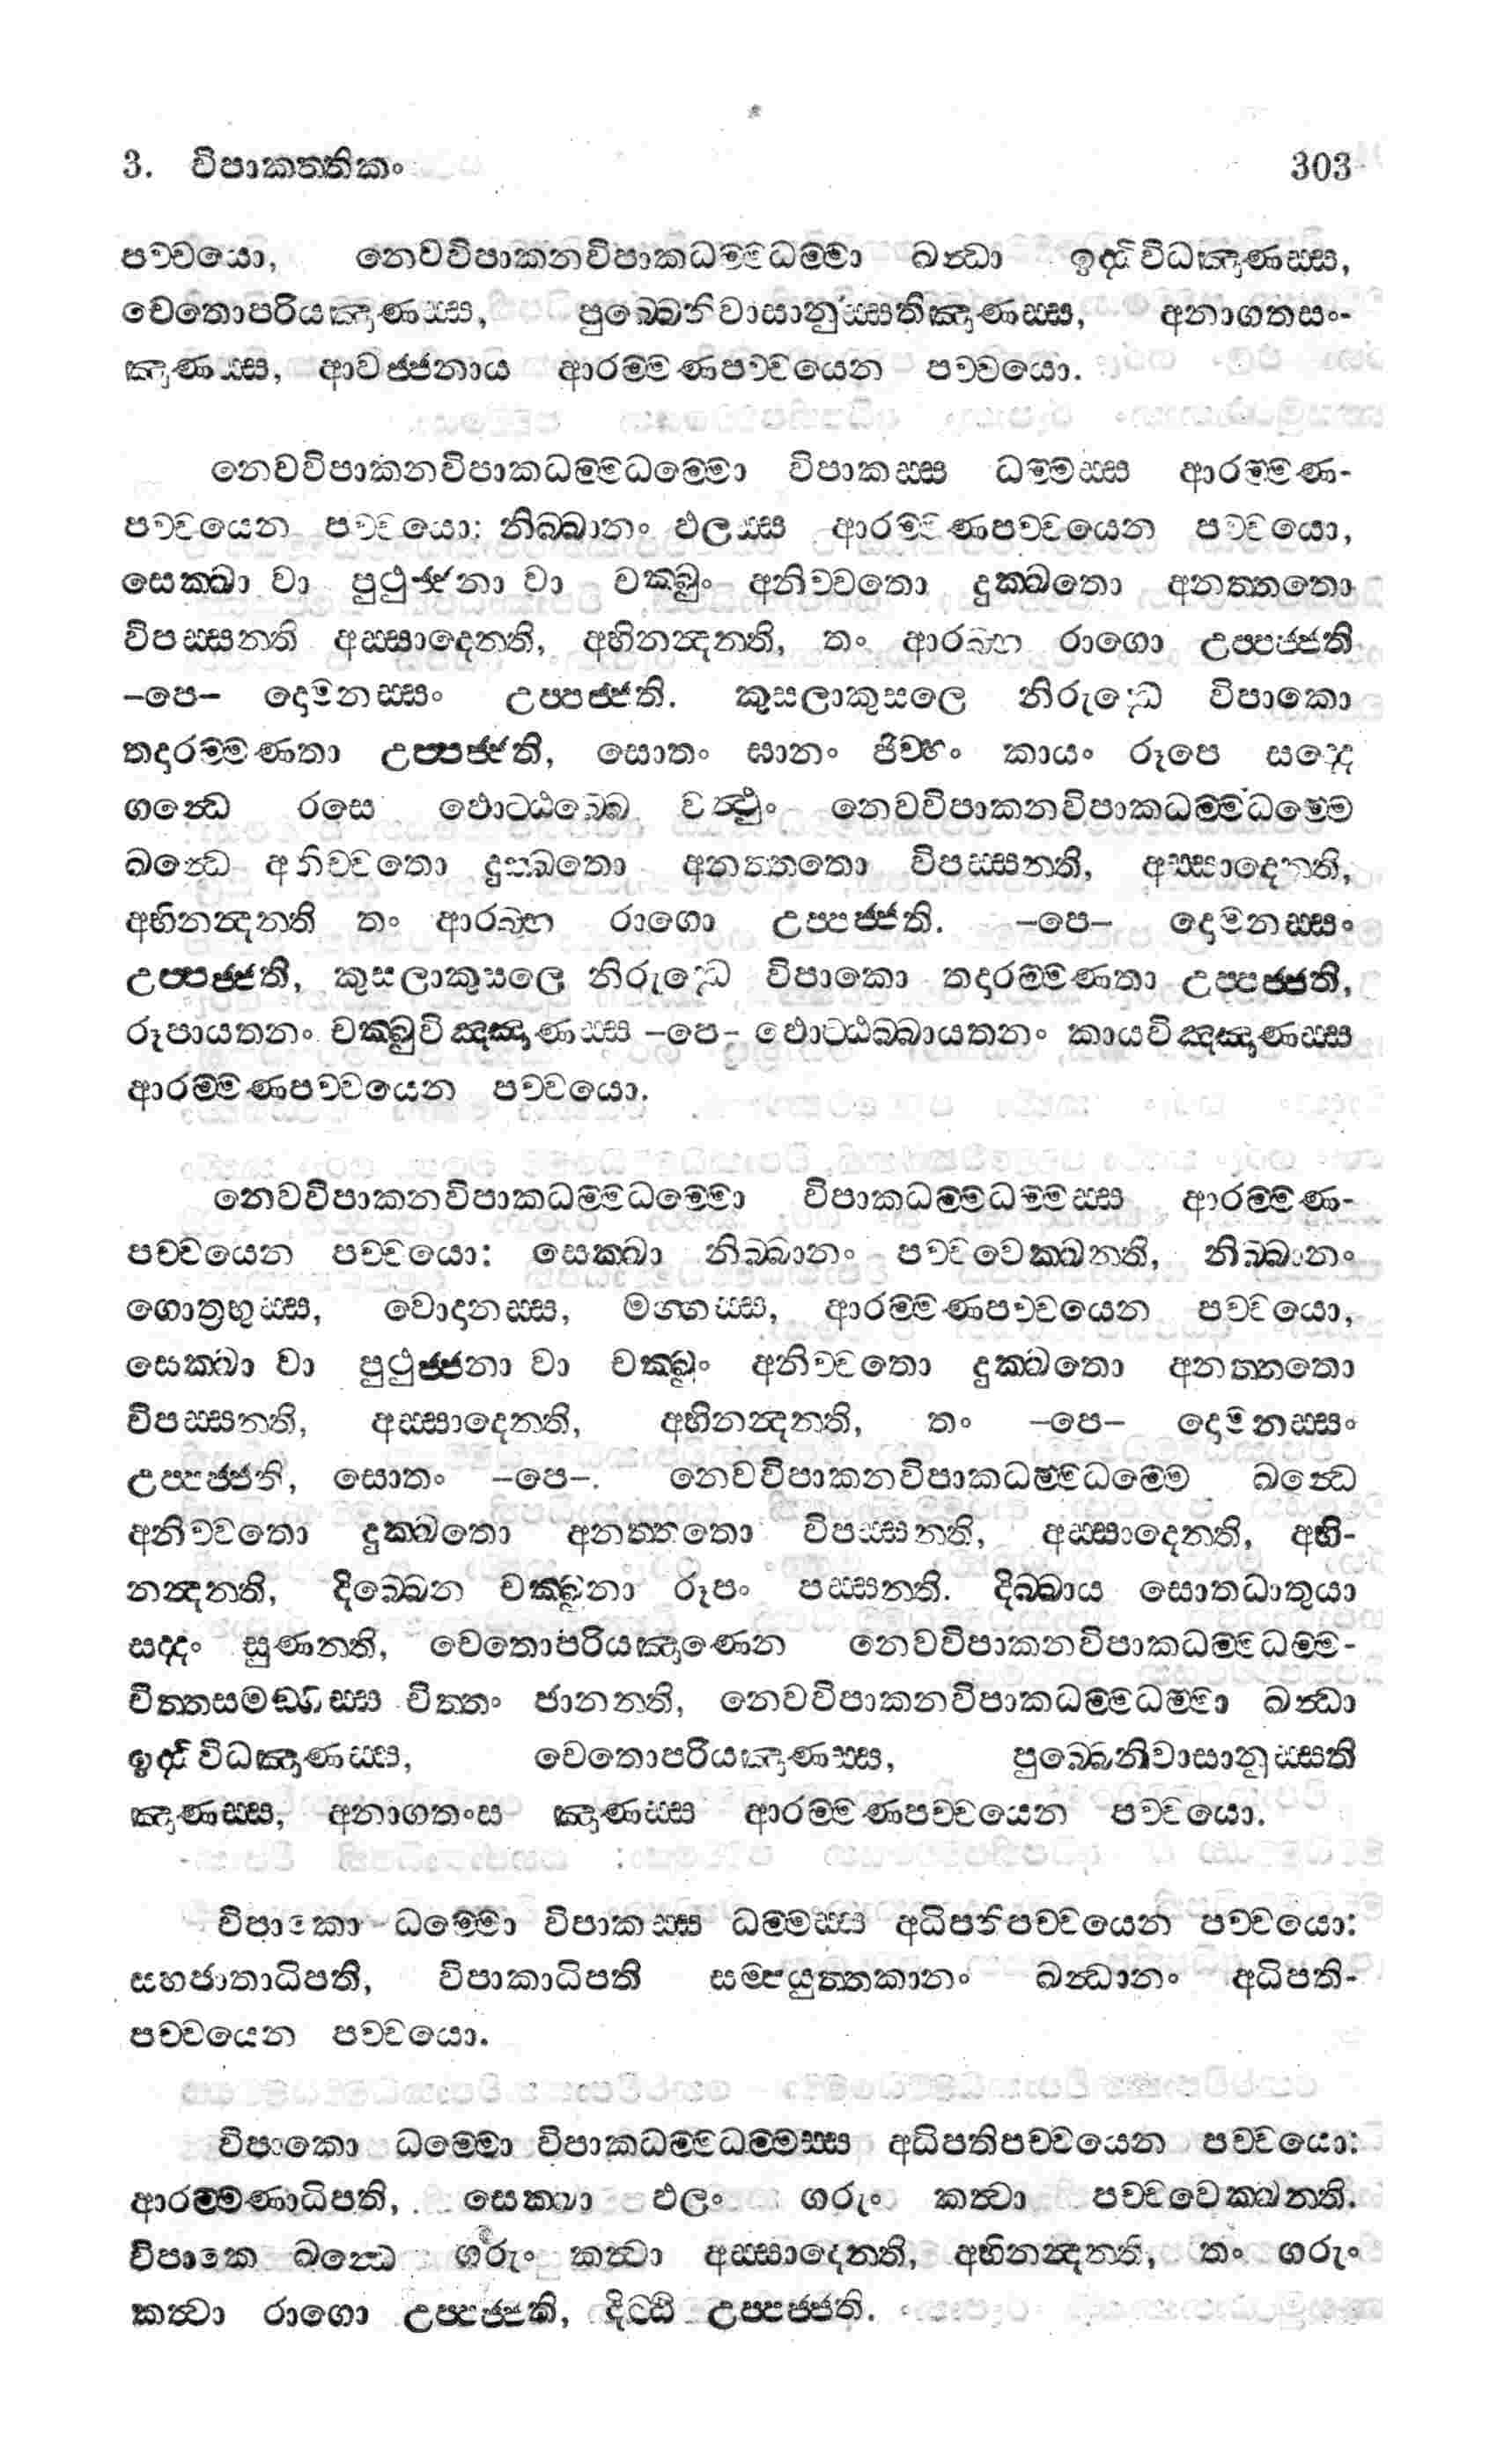 3. විපාකත්තිකං 303
පච්චයො, නෙවවිපාකනවිපාකධම්මධම්මා ඛන්ධා ඉද්ධිවිධඤාණස්ස,
චෙතොපරියඤාණස්ස, පුබ්බෙනිවාසානුස්සතිඤාණස්ස, අනාගතසං-
ඤාණස්ස, ආවජ්ජනාය ආරම්මණපච්චයෙන පච්චයො.
නෙවවිපාකනවිපාකධම්මධම්මො විපාකස්ස ධම්මස්ස ආරම්මණ-
පච්චයෙන පච්චයො: නිබ්බානං ඵලස්ස ආරම්මණපච්චයෙන පච්චයො,
සෙක්ඛා වා පුථුජ්ජනා වා චක්ඛුං අනිච්චතො දුක්ඛතො අනත්තතො
විපස්සන්ති අස්සාදෙන්ති, අභිනන්දන්ති, තං ආරබ්භ රාගො උප්පජ්ජති
–පෙ– දොමනස්සං උප්පජ්ජති. කුසලාකුසලෙ නිරුද්ධෙ විපාකො
තදාරම්මණතා උප්පජ්ජති, සොතං ඝානං ජිව්හං කායං රූපෙ සද්දෙ
ගන්ධෙ රසෙ ඵොට්ඨබ්බෙ වත්ථුං නෙවවිපාකනවිපාකධම්මධම්මෙ
ඛන්ධෙ අනිච්චතො දුක්ඛතො අනත්තතො විපස්සන්ති, අස්සාදෙන්ති,
අභිනන්දන්ති තං ආරබ්භ රාගො උප්පජ්ජති. –පෙ– දොමනස්සං
උප්පජ්ජති, කුසලාකුසලෙ නිරුද්ධෙ විපාකො තදාරම්මණතා උප්පජ්ජති,
රූපායතනං චක්ඛුවිඤ්ඤාණස්ස –පෙ– ඵොට්ඨබ්බායතනං කායවිඤ්ඤාණස්ස
ආරම්මණපච්චයෙන පච්චයො.
නෙවවිපාකනවිපාකධම්මධම්මො විපාකධම්මධම්මස්ස ආරම්මණ-
පච්චයෙන පච්චයො: සෙක්ඛා නිබ්බානං පච්චවෙක්ඛන්ති, නිබ්බානං
ගොත්‍රභුස්ස, වොදානස්ස, මග්ගස්ස, ආරම්මණපච්චයෙන පච්චයො,
සෙක්ඛා වා පුථුජ්ජනා වා චක්ඛුං අනිච්චතො දුක්ඛතො අනත්තතො
විපස්සන්ති, අස්සාදෙන්ති, අභිනන්දන්ති, තං –පෙ– දොමනස්සං
උප්පජ්ජති, සොතං –පෙ–. නෙවවිපාකනවිපාකධම්මධම්මෙ ඛන්ධෙ
අනිච්චතො දුක්ඛතො අනත්තතො විපස්සන්ති, අස්සාදෙන්ති, අභි-
නන්දන්ති, දිබ්බෙන චක්ඛුනා රූපං පස්සන්ති. දිබ්බාය සොතධාතුයා
සද්දං සුණන්ති, චෙතොපරියඤාණෙන නෙවවිපාකනවිපාකධම්මධම්ම-
චිත්තසමඞ්ගිස්ස චිත්තං ජානන්ති, නෙවවිපාකනවිපාකධම්මධම්මා ඛන්ධා
ඉද්ධිවිධඤාණස්ස, චෙතොපරියඤාණස්ස, පුබ්බෙනිවාසානුස්සති
ඤාණස්ස, අනාගතංස ඤාණස්ස ආරම්මණපච්චයෙන පච්චයො.
විපාකො ධම්මො විපාකස්ස ධම්මස්ස අධිපතිපච්චයෙන පච්චයො:
සහජාතාධිපති, විපාකාධිපති සම්පයුත්තකානං ඛන්ධානං අධිපති-
පච්චයෙන පච්චයො.
විපාකො ධම්මො විපාකධම්මධම්මස්ස අධිපතිපච්චයෙන පච්චයො:
ආරම්මණාධිපති, සෙක්ඛා ඵලං ගරුං කත්වා පච්චවෙක්ඛන්ති.
විපාකෙ ඛන්ධෙ ගරුං කත්වා අස්සාදෙන්ති, අභිනන්දන්ති, තං ගරුං
කත්වා රාගො උප්පජ්ජති, දිට්ඨි උප්පජ්ජති.